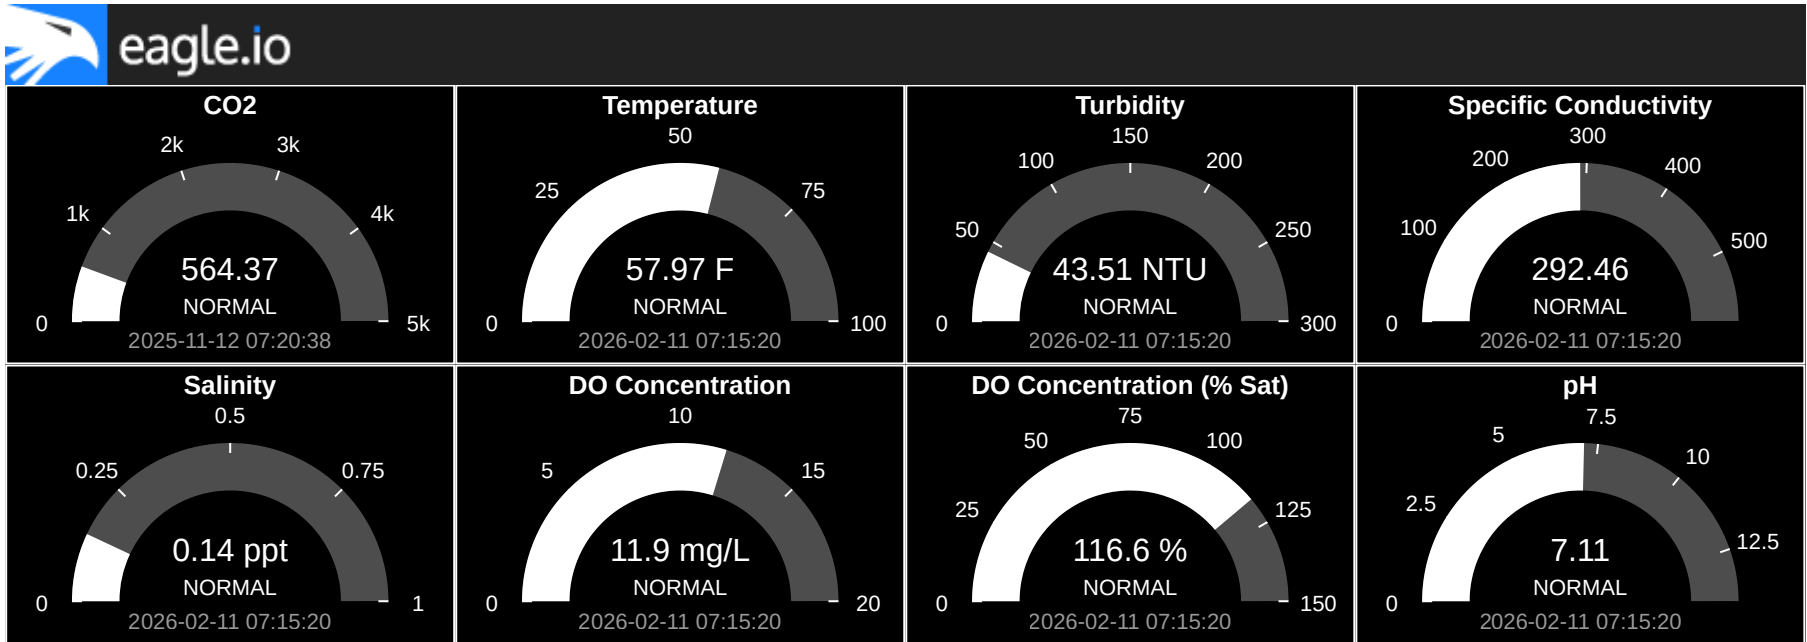 eagle.io
CO2
0
1k
2k
3k
4k
5k
564.37
NORMAL
2025-11-12 07:20:38
Temperature
0
25
50
75
100
57.97 F
NORMAL
2026-02-11 07:15:20
Turbidity
0
50
100
150
200
250
300
43.51 NTU
NORMAL
2026-02-11 07:15:20
Specific Conductivity
0
100
200
300
400
500
292.46
NORMAL
2026-02-11 07:15:20
Salinity
0
0.25
0.5
0.75
1
0.14 ppt
NORMAL
2026-02-11 07:15:20
DO Concentration
0
5
10
15
20
11.9 mg/L
NORMAL
2026-02-11 07:15:20
DO Concentration (% Sat)
0
25
50
75
100
125
150
116.6 %
NORMAL
2026-02-11 07:15:20
pH
0
2.5
5
7.5
10
12.5
7.11
NORMAL
2026-02-11 07:15:20